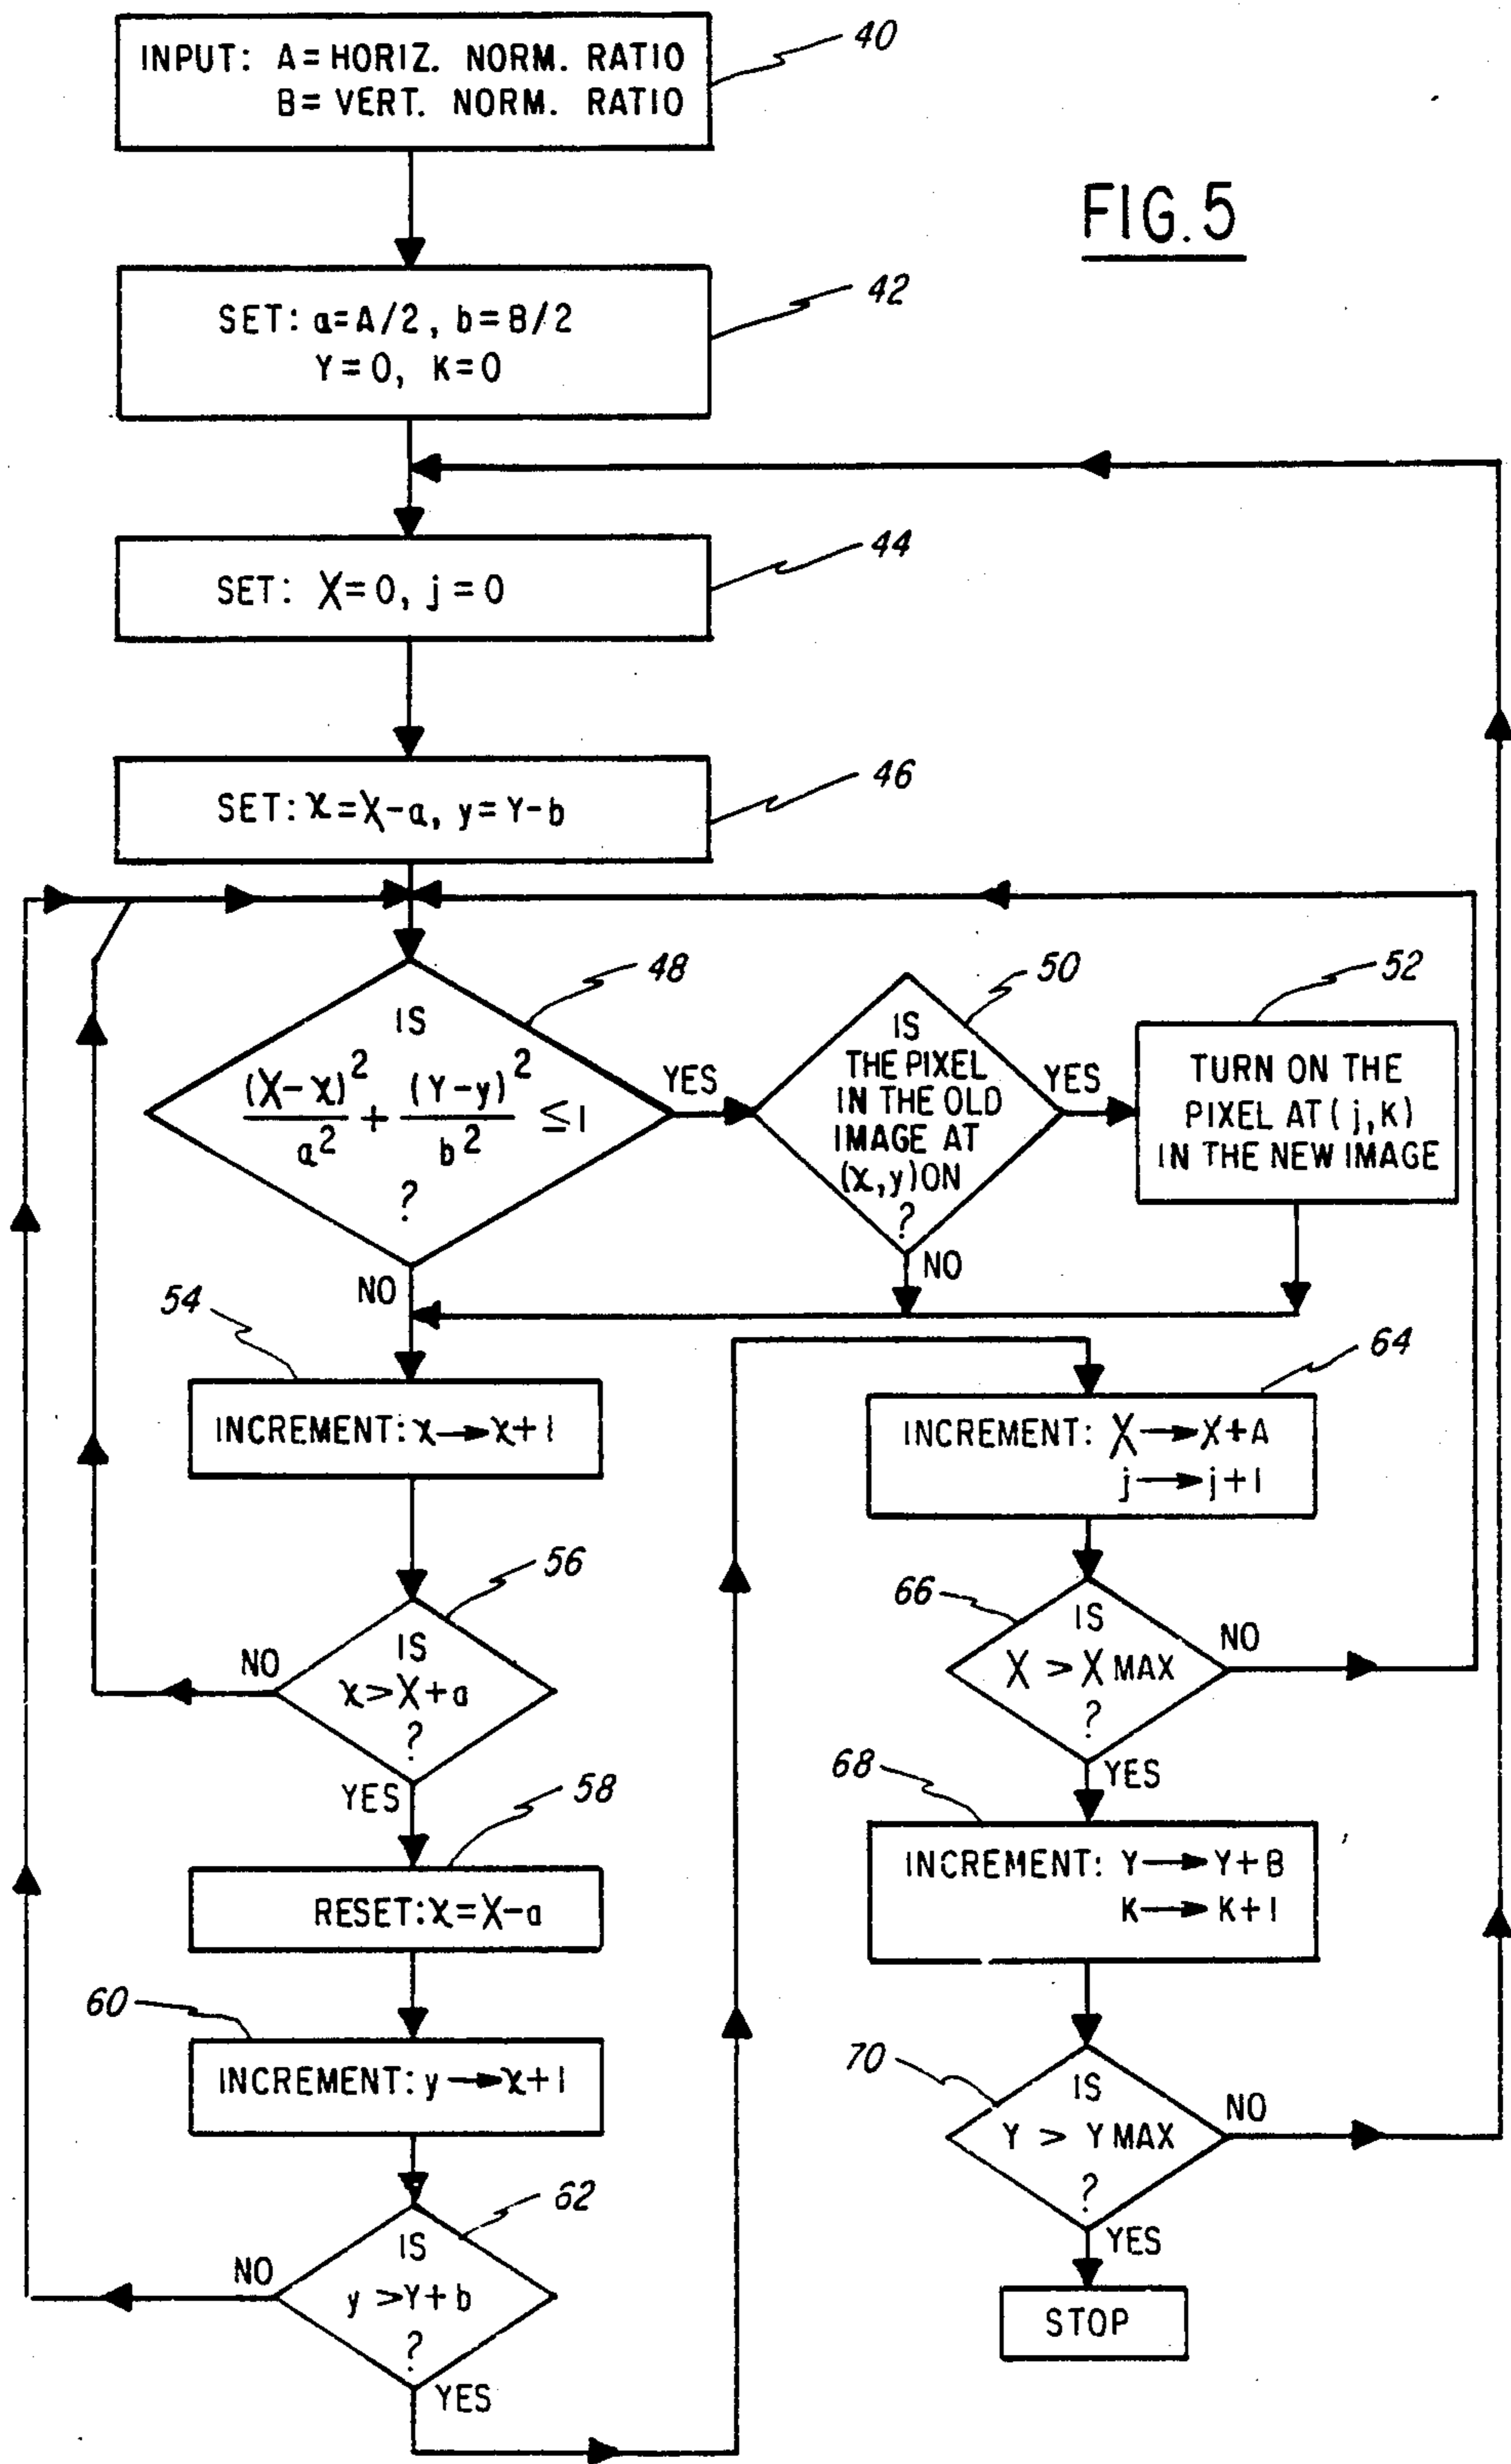 INPUT: A = HORIZ. NORM. RATIO
B = VERT. NORM. RATIO
40
FIG. 5
SET: a=A/2, b=B/2
Y=0, K=0
42
SET: X=0, j=0
44
SET: x=X-a, y=Y-b
46
IS
(X-x)²/a² + (Y-y)²/b² ≤ 1
?
48
YES
NO
IS
THE PIXEL
IN THE OLD
IMAGE AT
(x,y) ON
?
50
YES
NO
TURN ON THE
PIXEL AT (j,K)
IN THE NEW IMAGE
52
54
INCREMENT: x→x+1
IS
x>X+a
?
56
NO
YES
58
RESET: x=X-a
60
INCREMENT: y→x+1
IS
y>Y+b
?
62
NO
YES
64
INCREMENT: X→X+A
j→j+1
66
IS
X > X MAX
?
NO
YES
68
INCREMENT: Y→Y+B
K→K+1
70
IS
Y > Y MAX
?
NO
YES
STOP